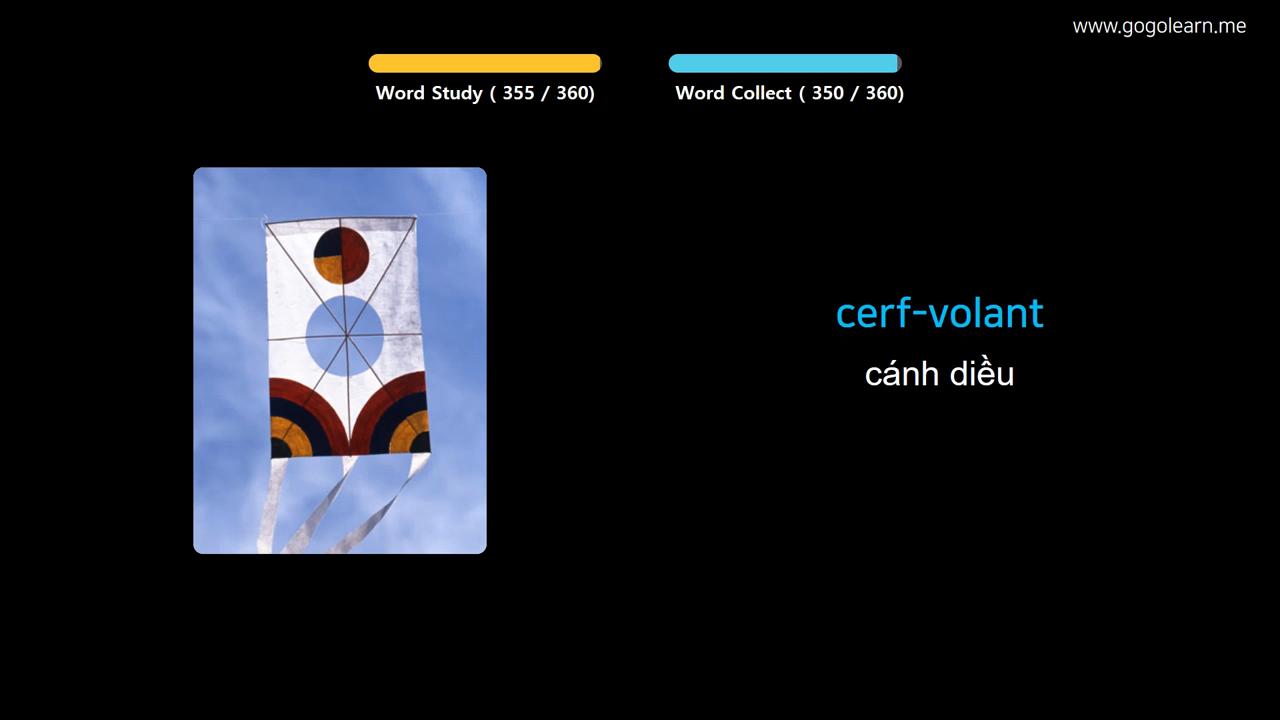 www.gogolearn.me
Word Study ( 355 / 360)
Word Collect ( 350 / 360)
cerf-volant
cánh diều